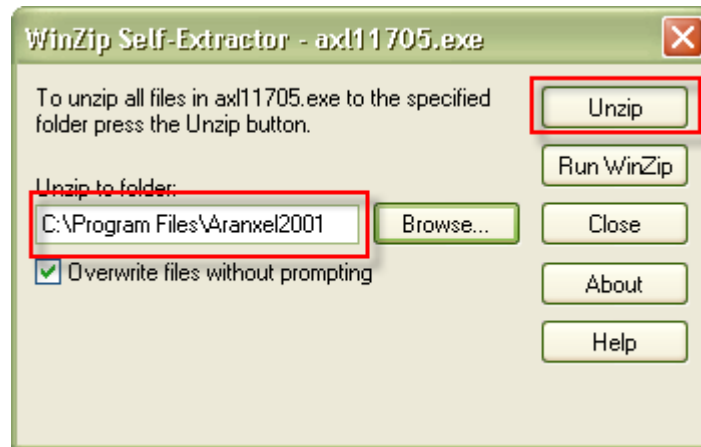 WinZip Self-Extractor - axl11705.exe
To unzip all files in axl11705.exe to the specified
folder press the Unzip button.
Unzip to folder:
C:\Program Files\Aranxel2001
Browse...
Overwrite files without prompting
Unzip
Run WinZip
Close
About
Help